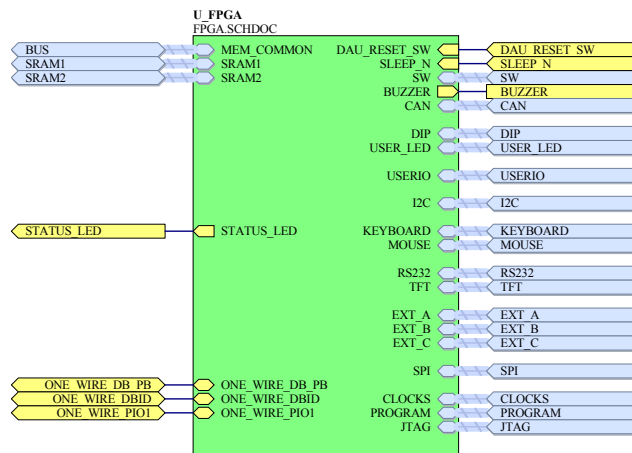 U_FPGA
FPGA.SCHDOC
BUS MEM_COMMON DAU_RESET_SW DAU_RESET_SW
SRAM1 SRAM1 SLEEP_N SLEEP_N
SRAM2 SRAM2 SW SW
BUZZER BUZZER
CAN CAN
DIP DIP
USER_LED USER_LED
USERIO USERIO
I2C I2C
STATUS_LED STATUS_LED KEYBOARD KEYBOARD
MOUSE MOUSE
RS232 RS232
TFT TFT
EXT_A EXT_A
EXT_B EXT_B
EXT_C EXT_C
SPI SPI
ONE_WIRE_DB_PB ONE_WIRE_DB_PB
ONE_WIRE_DBID ONE_WIRE_DBID CLOCKS CLOCKS
ONE_WIRE_PIO1 ONE_WIRE_PIO1 PROGRAM PROGRAM
JTAG JTAG